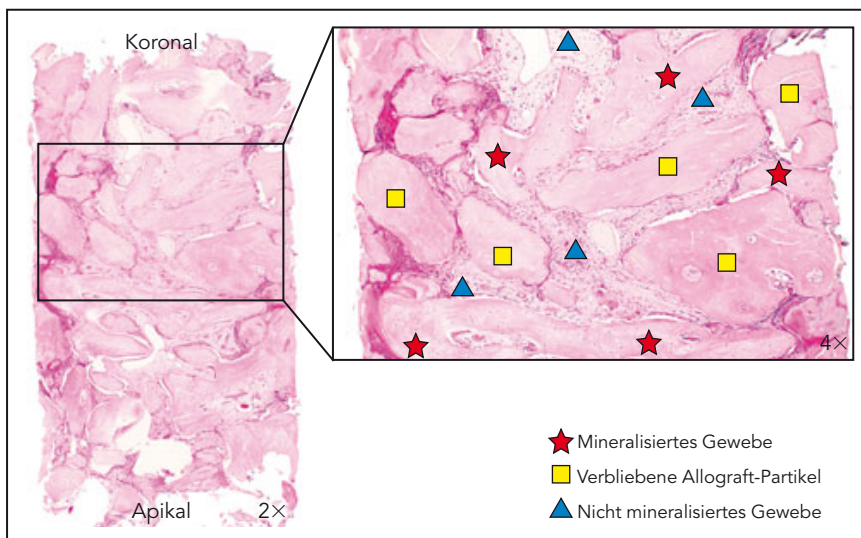 Koronal
4×
Apikal
2×
Mineralisiertes Gewebe
Verbliebene Allograft-Partikel
Nicht mineralisiertes Gewebe